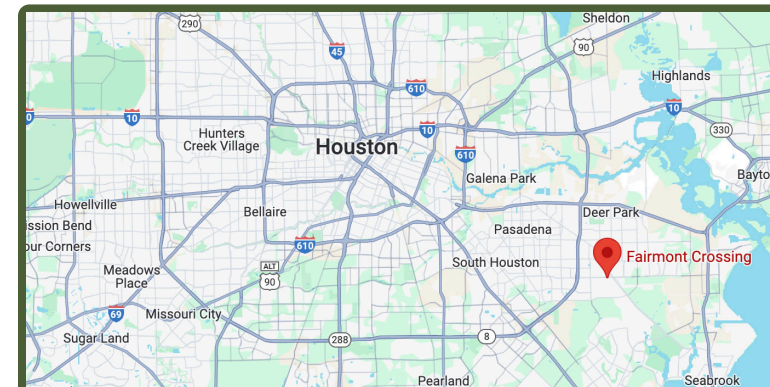 Sheldon
290
45
90
610
Highlands
10
10
0
330
Hunters
Creek Village
Houston
10
610
Galena Park
Bayto
Howellville
Bellaire
Deer Park
ission Bend
Pasadena
our Corners
610
South Houston
Fairmont Crossing
Meadows
Place
ALT
90
69
Missouri City
Sugar Land
288
8
Pearland
Seabrook